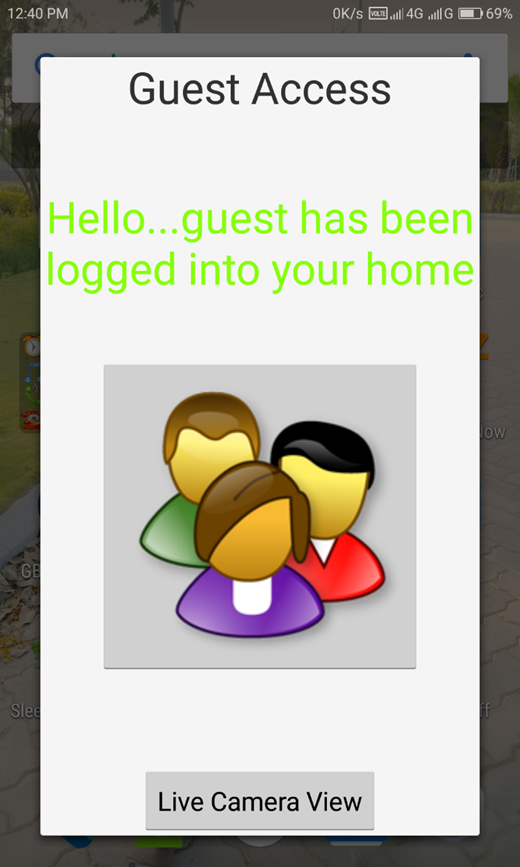 12:40 PM 0K/s VOLTE 4G G 69%
Guest Access
Hello...guest has been
logged into your home
Live Camera View